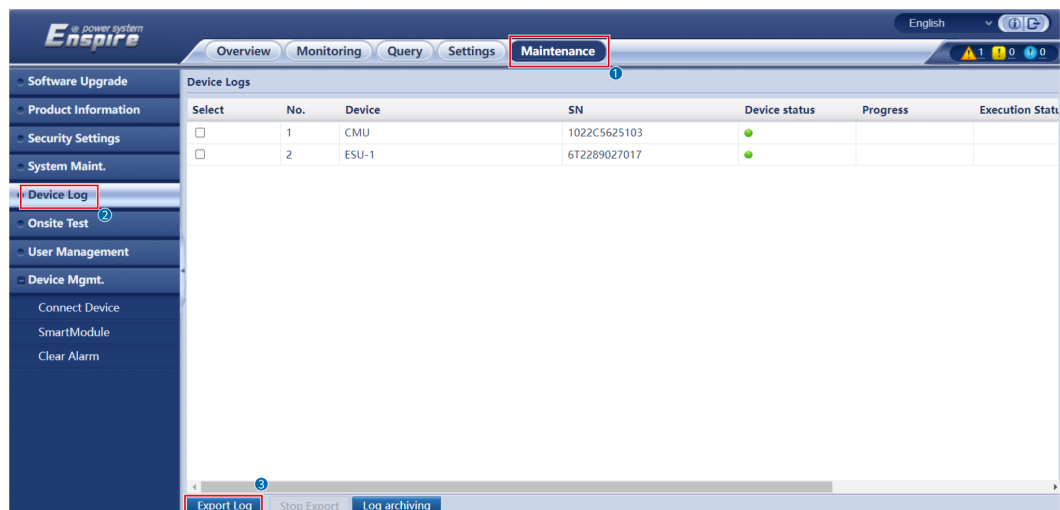 Enspire e power system
English
Overview Monitoring Query Settings Maintenance
1 0 0
1
Software Upgrade
Product Information
Security Settings
System Maint.
Device Log
2
Onsite Test
User Management
Device Mgmt.
Connect Device
SmartModule
Clear Alarm
Device Logs
Select No. Device SN Device status Progress Execution Statu
1 CMU 1022C5625103
2 ESU-1 6T2289027017
3
Export Log Stop Export Log archiving